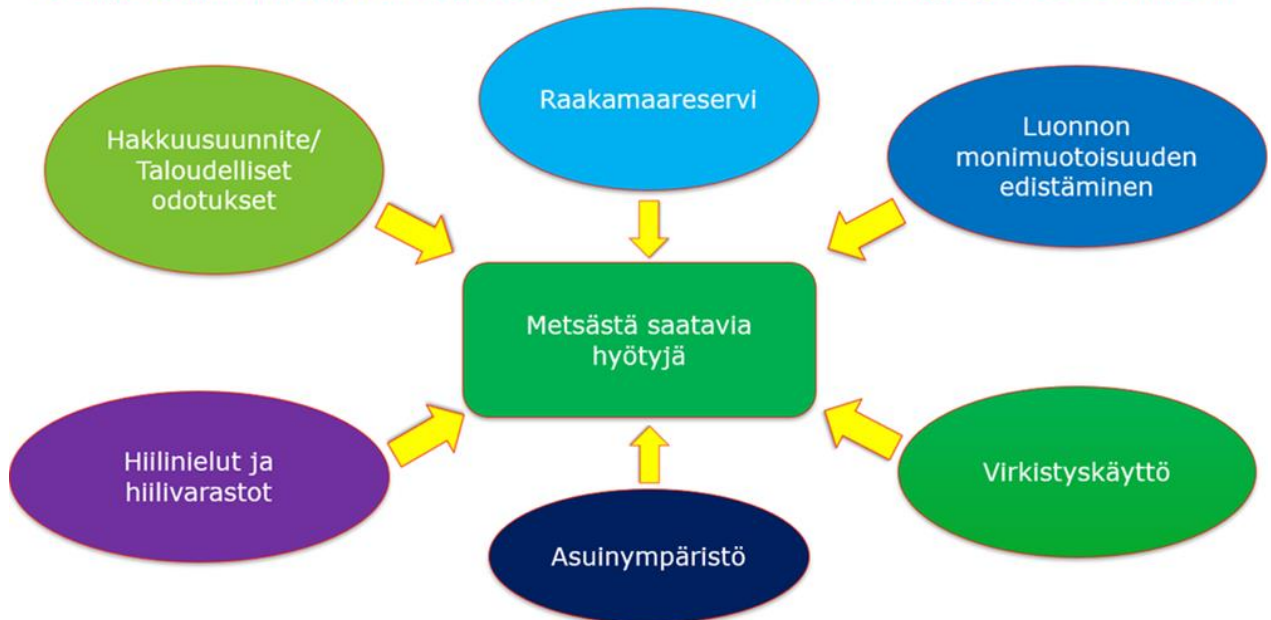 Raakamaareservi
Hakkuusuunnite/
Taloudelliset
odotukset
Luonnon
monimuotoisuuden
edistäminen
Metsästä saatavia
hyötyjä
Hiilinielut ja
hiilivarastot
Virkistyskäyttö
Asuinympäristö